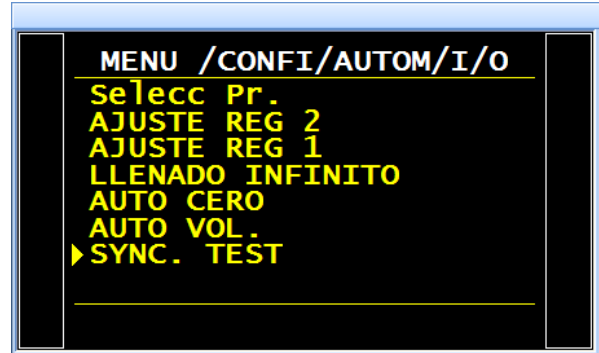 MENU /CONFI/AUTOM/I/O
Selecc Pr.
AJUSTE REG 2
AJUSTE REG 1
LLENADO INFINITO
AUTO CERO
AUTO VOL.
SYNC. TEST